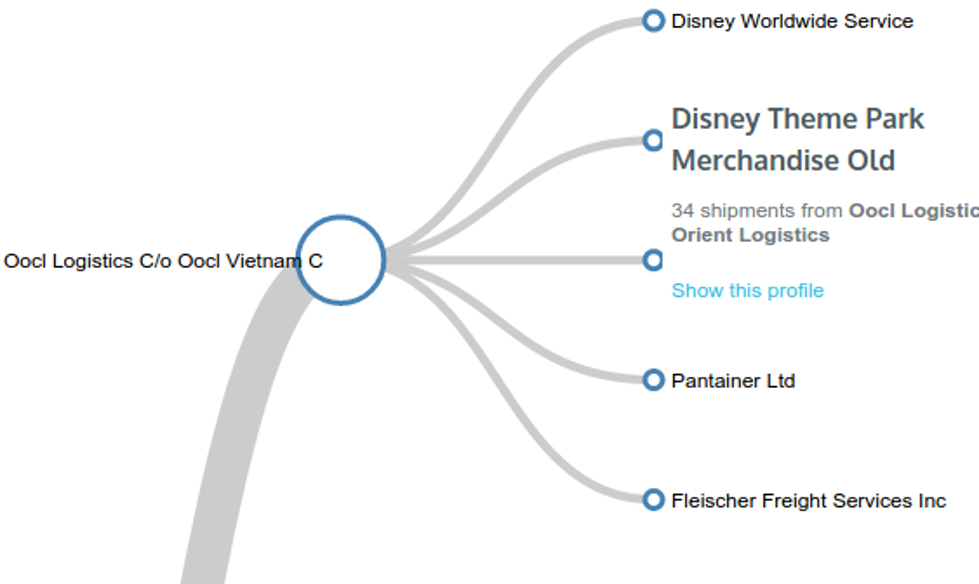 Disney Worldwide Service
Disney Theme Park
Merchandise Old
34 shipments from Oocl Logistic
Orient Logistics
Oocl Logistics C/o Oocl Vietnam C
Show this profile
Pantainer Ltd
Fleischer Freight Services Inc